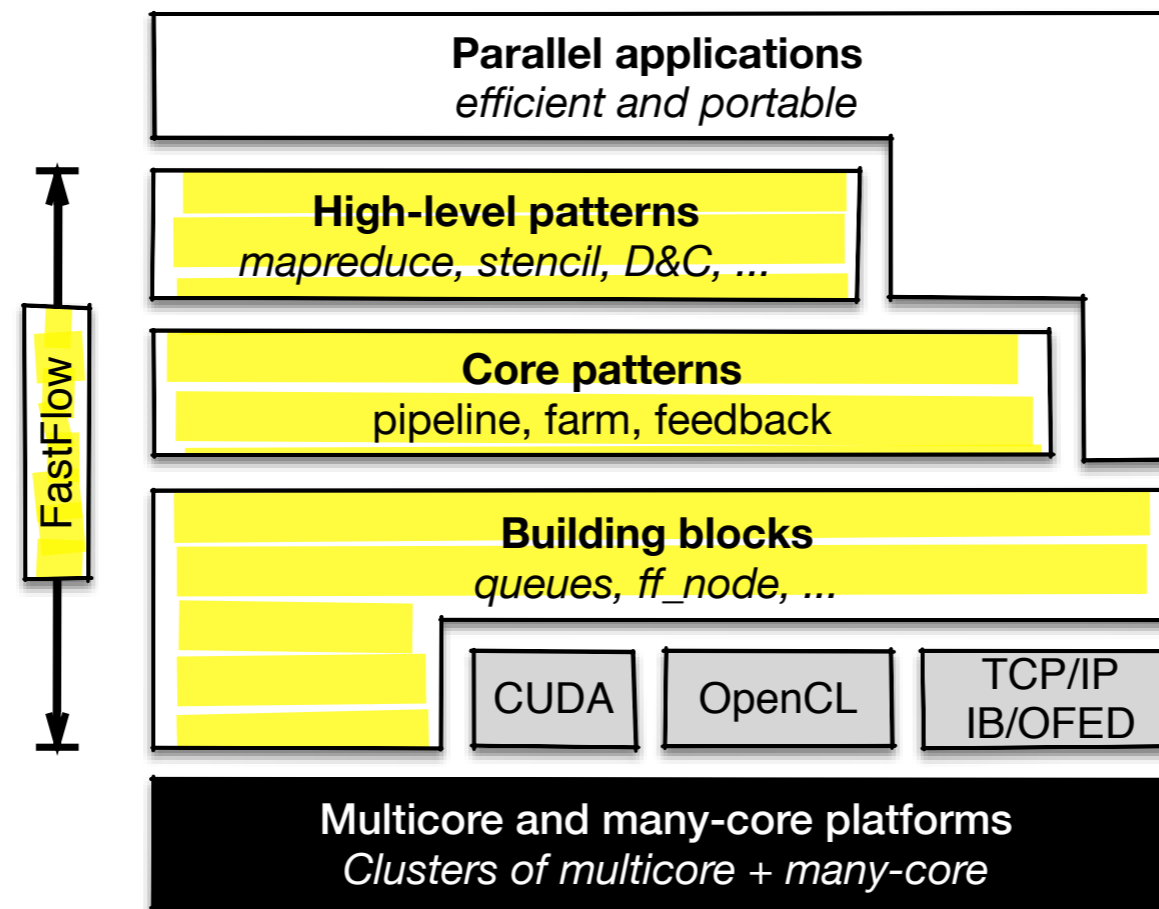 Parallel applications
efficient and portable
High-level patterns
mapreduce, stencil, D&C, ...
FastFlow
Core patterns
pipeline, farm, feedback
Building blocks
queues, ff_node, ...
CUDA
OpenCL
TCP/IP
IB/OFED
Multicore and many-core platforms
Clusters of multicore + many-core